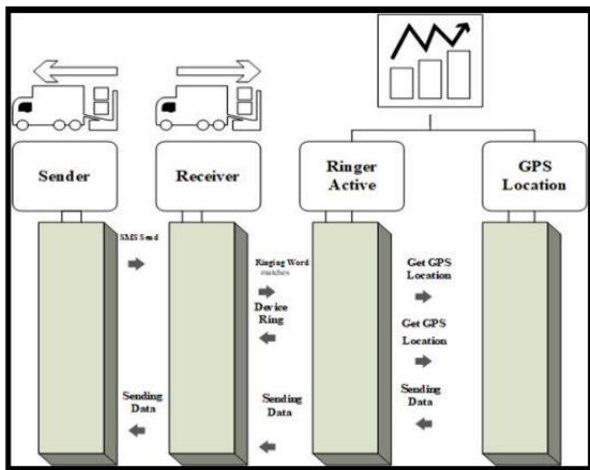 Sender
Receiver
Ringer
Active
GPS
Location
SMS Send
Ringing Word
matches
Device
Ring
Get GPS
Location
Get GPS
Location
Sending
Data
Sending
Data
Sending
Data